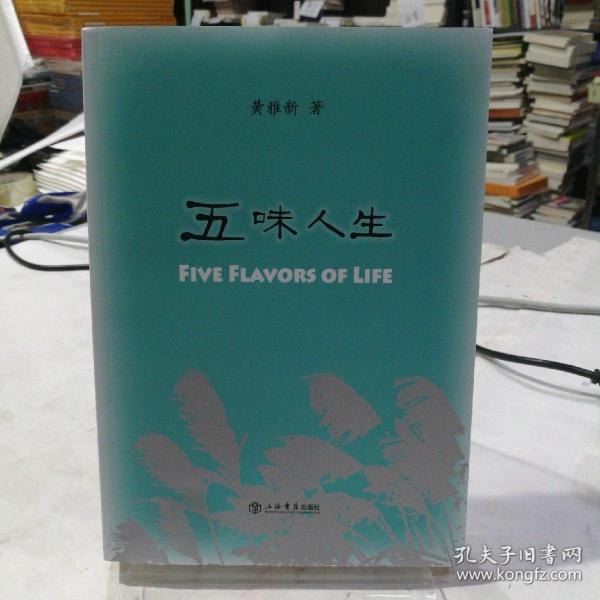 黄雅新 著
五味人生
FIVE FLAVORS OF LIFE
上海书店出版社
孔夫子旧书网
www.kongfz.com